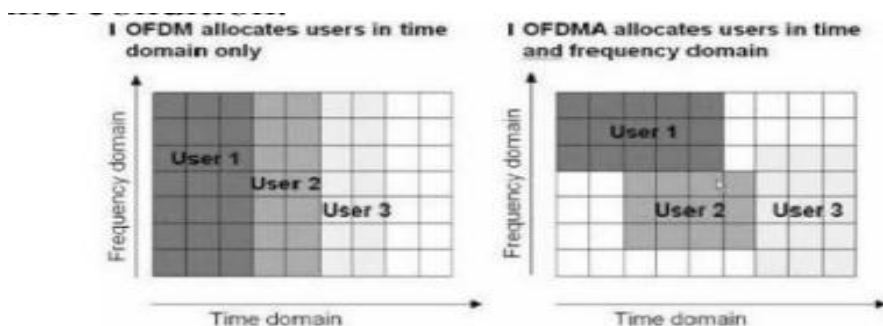 I OFDM allocates users in time
domain only
Frequency domain
User 1
User 2
User 3
Time domain
I OFDMA allocates users in time
and frequency domain
Frequency domain
User 1
User 2
User 3
Time domain